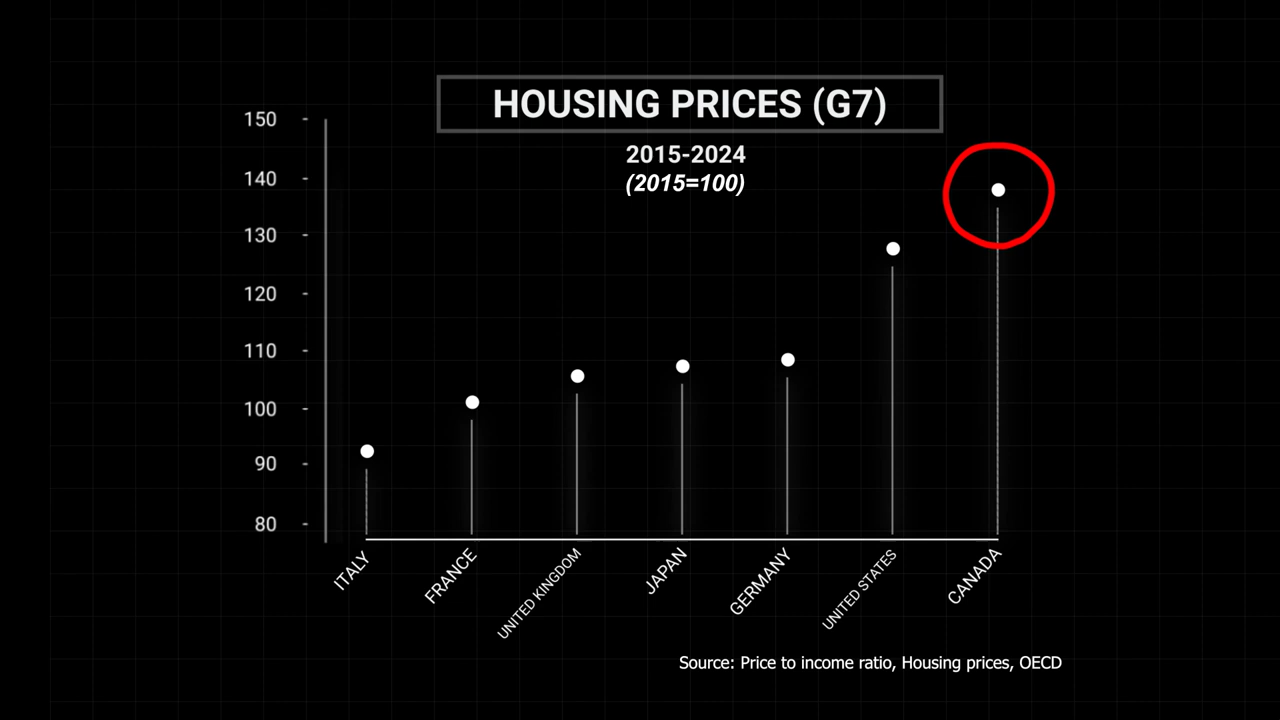 HOUSING PRICES (G7)
2015-2024
(2015=100)
150 -
140 -
130 -
120 -
110 -
100 -
90 -
80 -
ITALY
FRANCE
UNITED KINGDOM
JAPAN
GERMANY
UNITED STATES
CANADA
Source: Price to income ratio, Housing prices, OECD